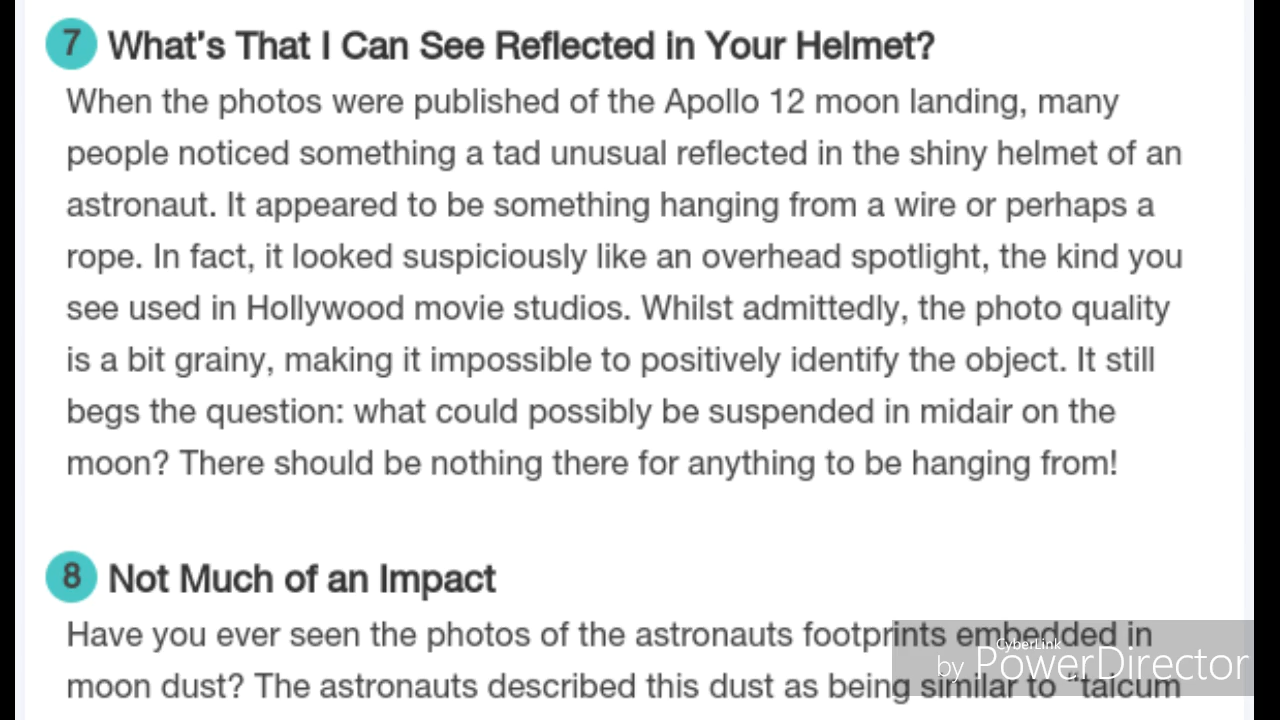 7 What's That I Can See Reflected in Your Helmet?
When the photos were published of the Apollo 12 moon landing, many
people noticed something a tad unusual reflected in the shiny helmet of an
astronaut. It appeared to be something hanging from a wire or perhaps a
rope. In fact, it looked suspiciously like an overhead spotlight, the kind you
see used in Hollywood movie studios. Whilst admittedly, the photo quality
is a bit grainy, making it impossible to positively identify the object. It still
begs the question: what could possibly be suspended in midair on the
moon? There should be nothing there for anything to be hanging from!
8 Not Much of an Impact
Have you ever seen the photos of the astronauts footprints embedded in
moon dust? The astronauts described this dust as being similar to “talcum
CyberLink
by PowerDirector